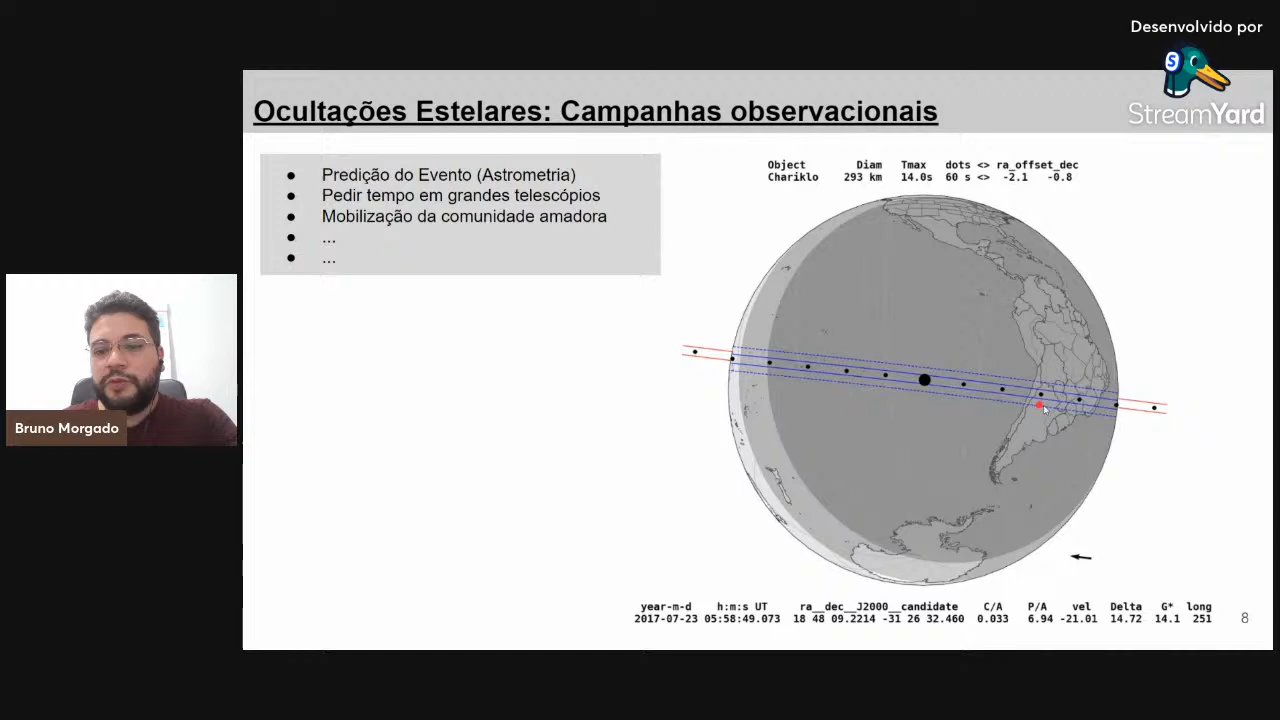 Desenvolvido por
StreamYard
Ocultações Estelares: Campanhas observacionais
● Predição do Evento (Astrometria)
● Pedir tempo em grandes telescópios
● Mobilização da comunidade amadora
● ...
● ...
Object Diam Tmax dots <> ra_offset_dec
Chariklo 293 km 14.0s 60 s <> -2.1 -0.8
Bruno Morgado
year-m-d h:m:s UT ra__dec__J2000__candidate C/A P/A vel Delta G* long
2017-07-23 05:58:49.073 18 48 09.2214 -31 26 32.460 0.033 6.94 -21.01 14.72 14.1 251
8